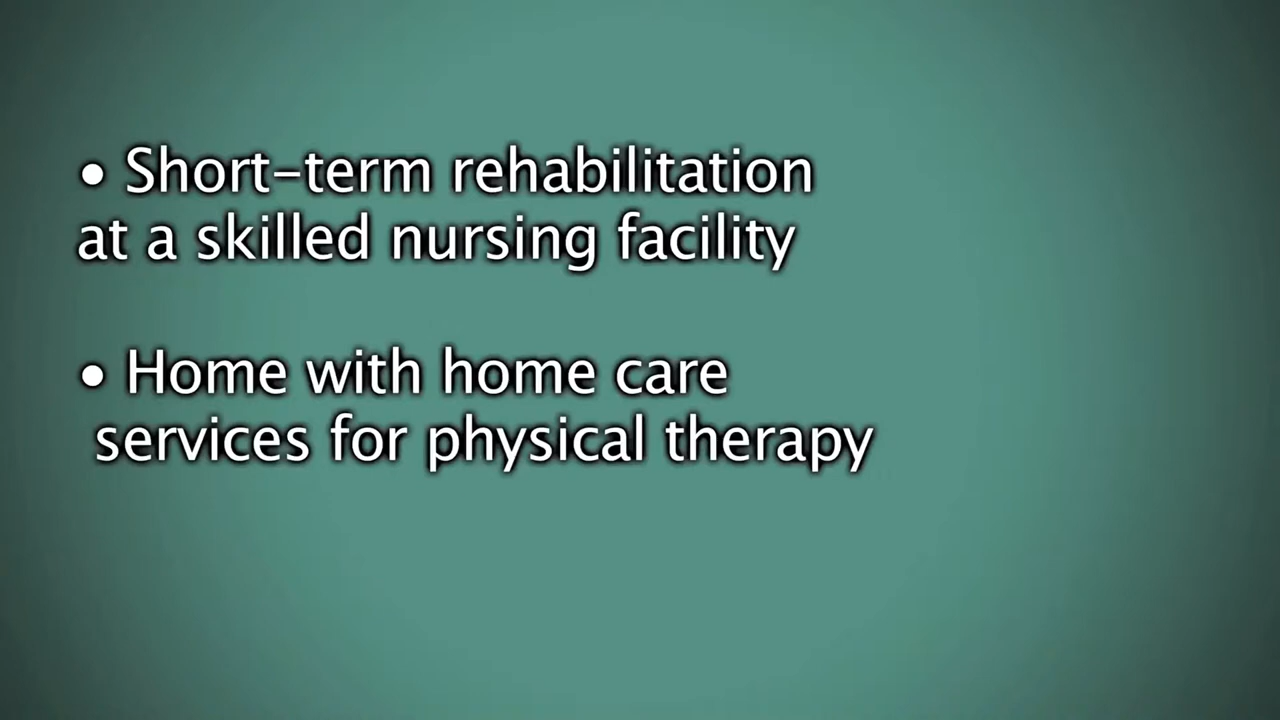 • Short-term rehabilitation
at a skilled nursing facility
• Home with home care
services for physical therapy